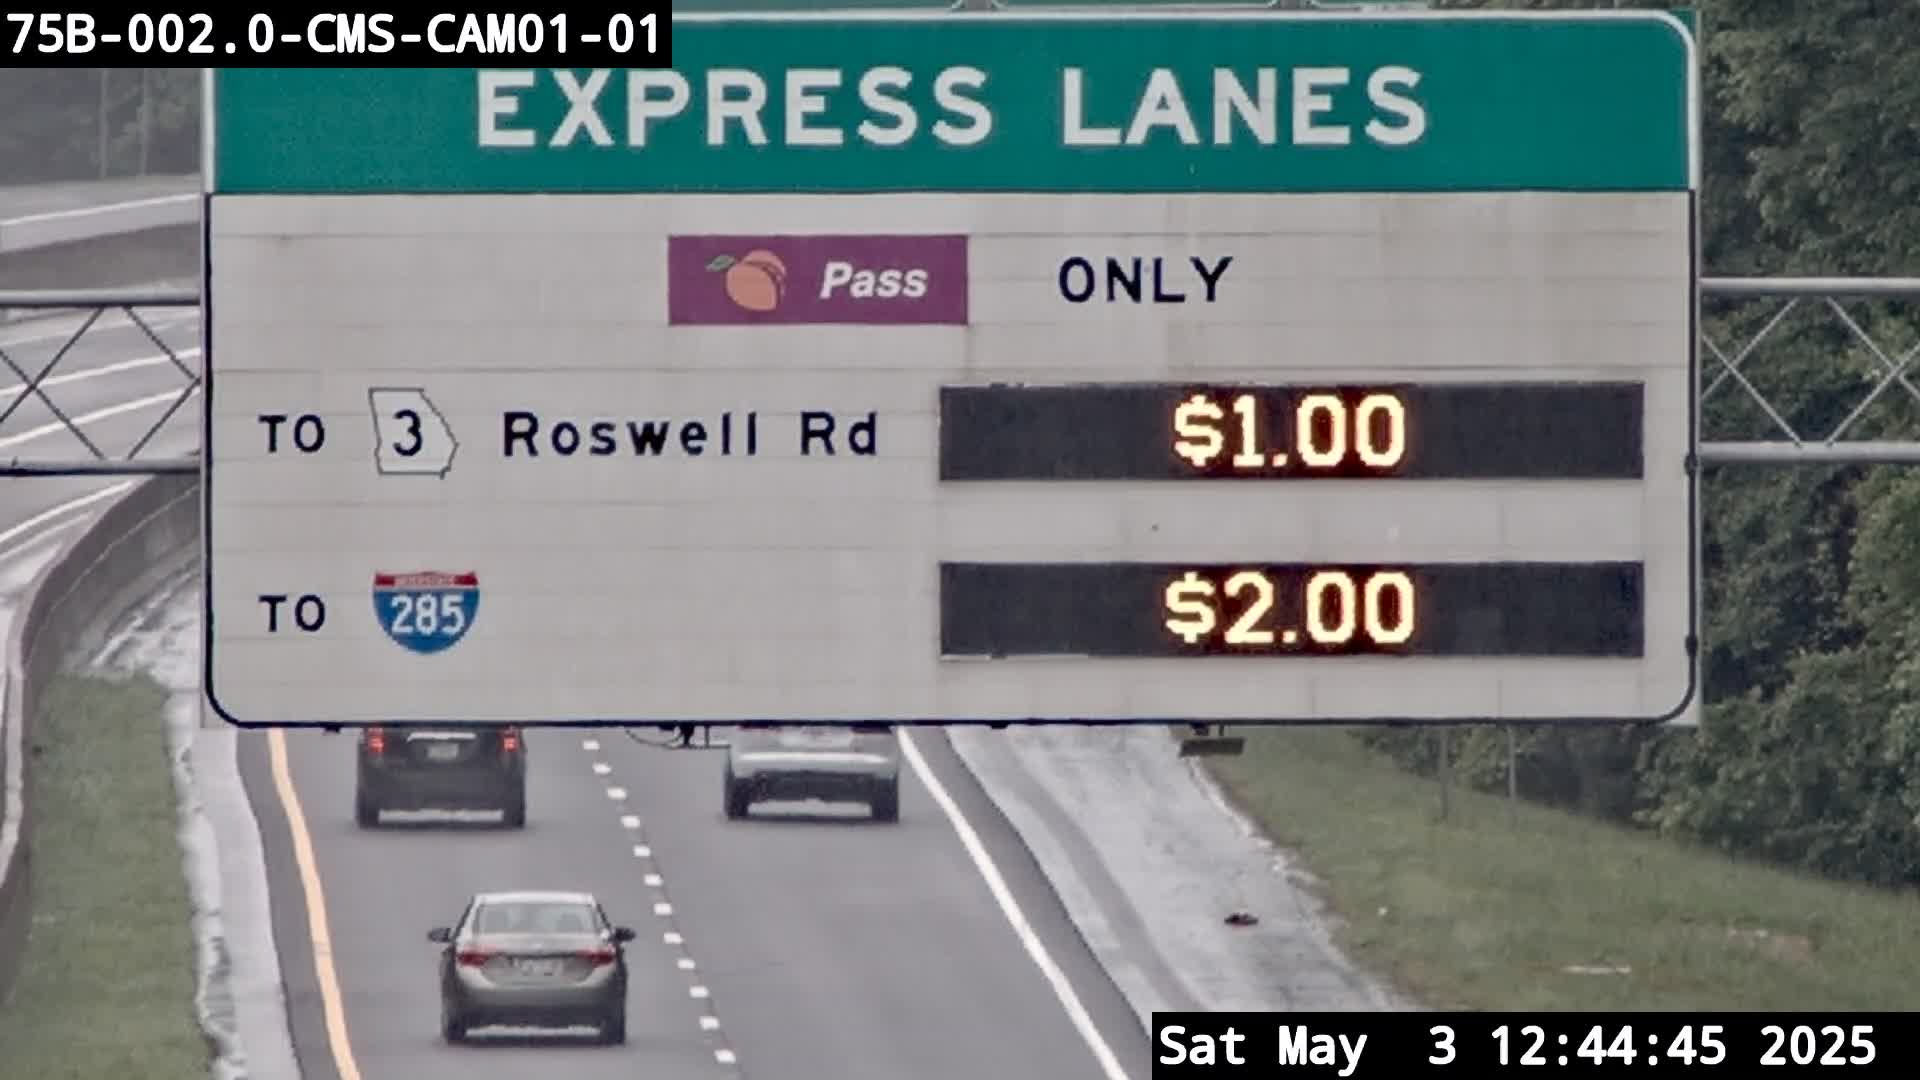 75B-002.0-CMS-CAM01-01
EXPRESS LANES
Pass ONLY
TO 3 Roswell Rd $1.00
TO INTERSTATE 285 $2.00
Sat May 3 12:44:45 2025